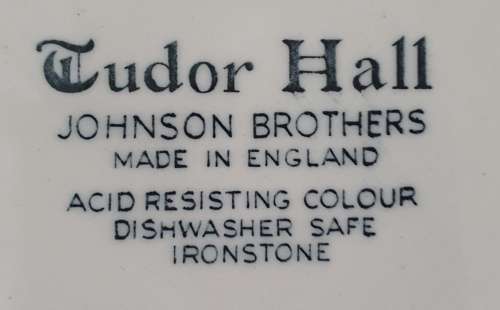 Tudor Hall
JOHNSON BROTHERS
MADE IN ENGLAND
ACID RESISTING COLOUR
DISHWASHER SAFE
IRONSTONE